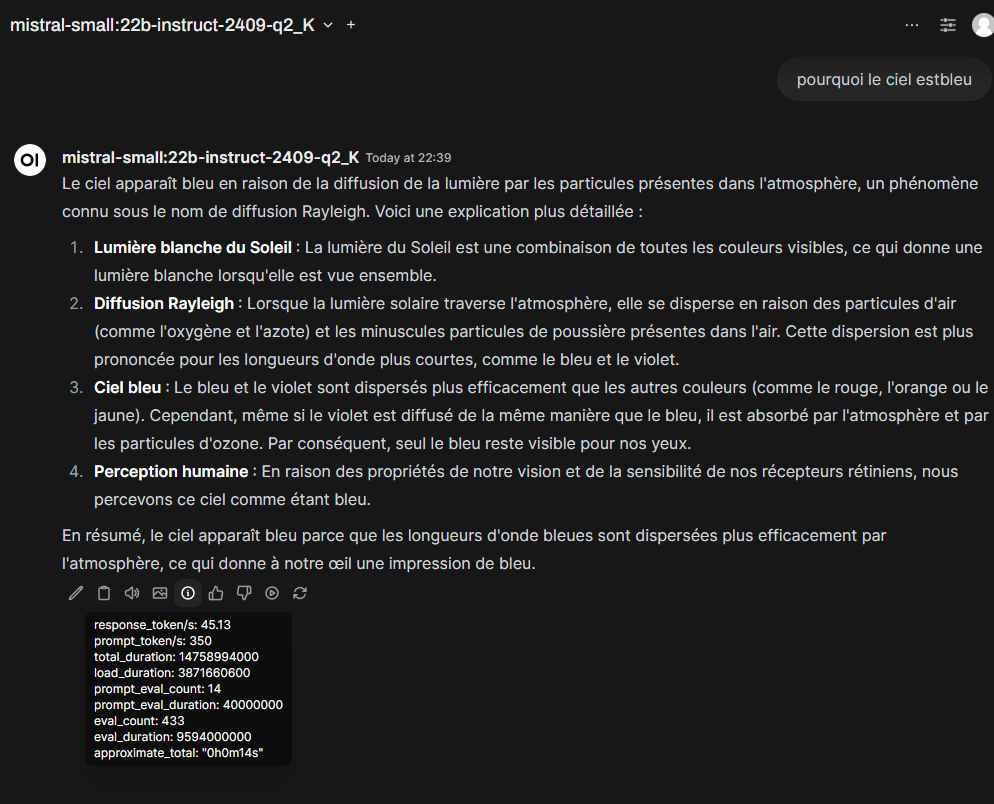 mistral-small:22b-instruct-2409-q2_K
pourquoi le ciel estbleu
OI
mistral-small:22b-instruct-2409-q2_K Today at 22:39
Le ciel apparaît bleu en raison de la diffusion de la lumière par les particules présentes dans l'atmosphère, un phénomène
connu sous le nom de diffusion Rayleigh. Voici une explication plus détaillée :
1. Lumière blanche du Soleil : La lumière du Soleil est une combinaison de toutes les couleurs visibles, ce qui donne une
lumière blanche lorsqu'elle est vue ensemble.
2. Diffusion Rayleigh : Lorsque la lumière solaire traverse l'atmosphère, elle se disperse en raison des particules d'air
(comme l'oxygène et l'azote) et les minuscules particules de poussière présentes dans l'air. Cette dispersion est plus
prononcée pour les longueurs d'onde plus courtes, comme le bleu et le violet.
3. Ciel bleu : Le bleu et le violet sont dispersés plus efficacement que les autres couleurs (comme le rouge, l'orange ou le
jaune). Cependant, même si le violet est diffusé de la même manière que le bleu, il est absorbé par l'atmosphère et par
les particules d'ozone. Par conséquent, seul le bleu reste visible pour nos yeux.
4. Perception humaine : En raison des propriétés de notre vision et de la sensibilité de nos récepteurs rétiniens, nous
percevons ce ciel comme étant bleu.
En résumé, le ciel apparaît bleu parce que les longueurs d'onde bleues sont dispersées plus efficacement par
l'atmosphère, ce qui donne à notre œil une impression de bleu.
response_token/s: 45.13
prompt_token/s: 350
total_duration: 14758994000
load_duration: 3871660600
prompt_eval_count: 14
prompt_eval_duration: 40000000
eval_count: 433
eval_duration: 9594000000
approximate_total: "0h0m14s"